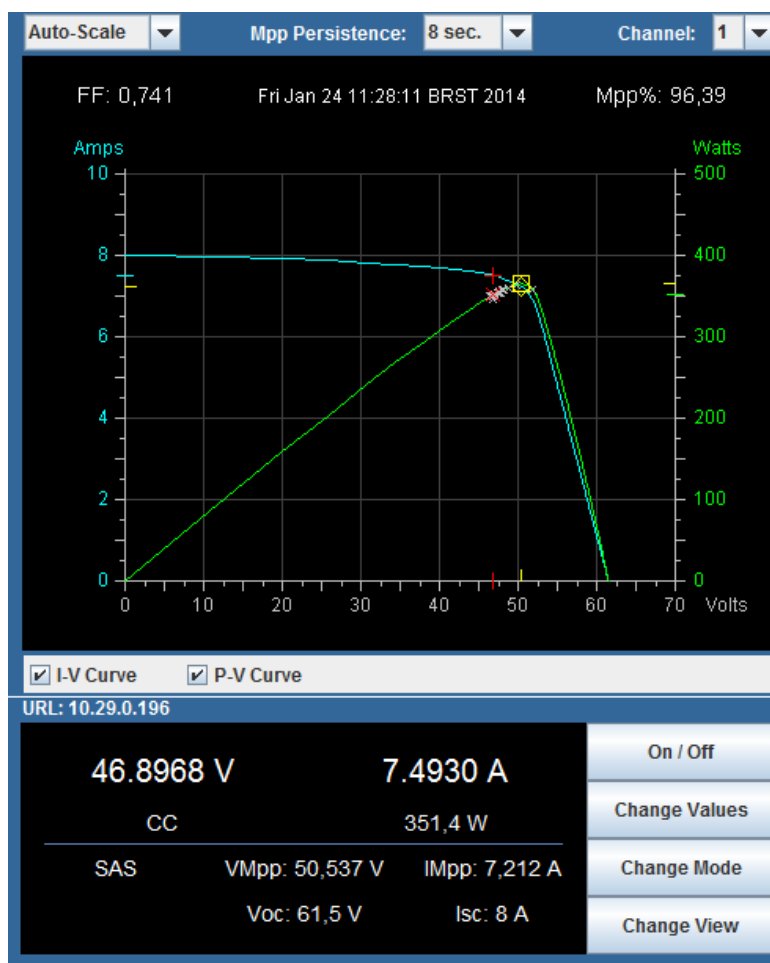 Auto-Scale Mpp Persistence: 8 sec. Channel: 1
FF: 0,741 Fri Jan 24 11:28:11 BRST 2014 Mpp%: 96,39
Amps Watts
10 500
8 400
6 300
4 200
2 100
0 0
0 10 20 30 40 50 60 70 Volts
I-V Curve P-V Curve
URL: 10.29.0.196
46.8968 V 7.4930 A
CC 351,4 W
SAS VMpp: 50,537 V IMpp: 7,212 A
Voc: 61,5 V Isc: 8 A
On / Off
Change Values
Change Mode
Change View